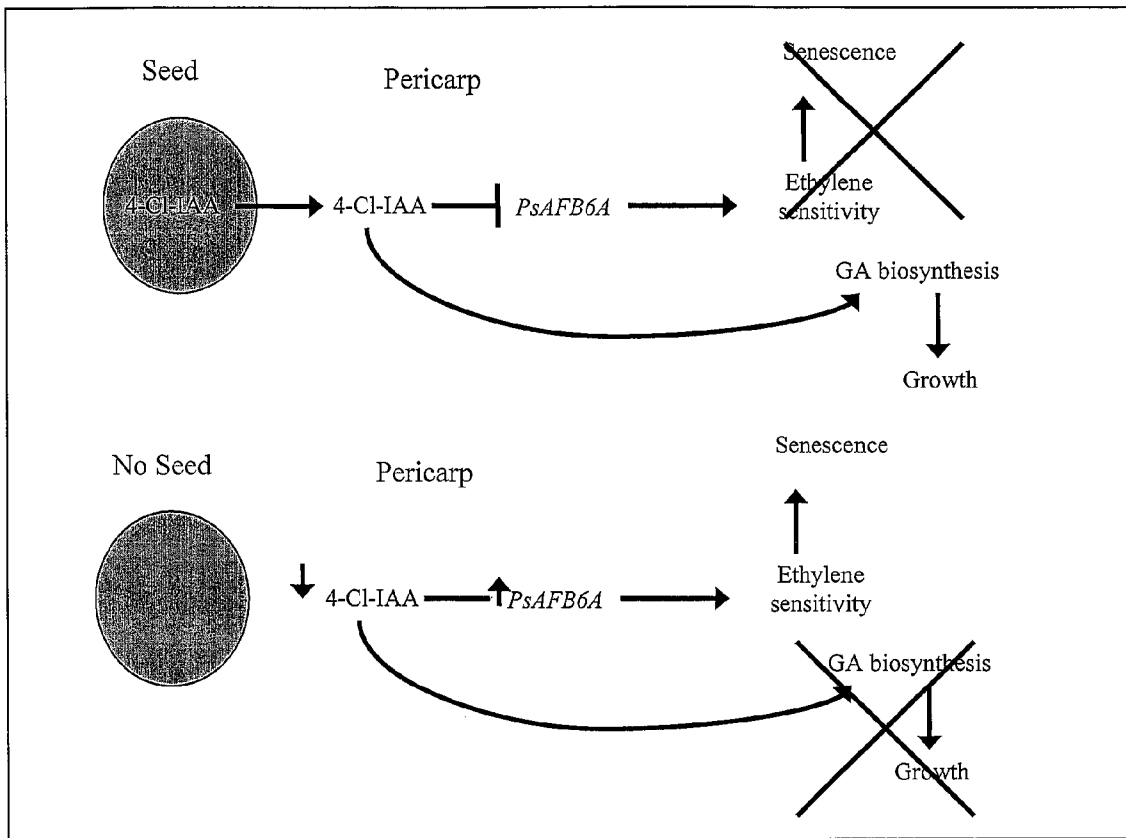 Seed
Pericarp
Senescence
4-Cl-IAA
4-Cl-IAA
PsAFB6A
Ethylene
sensitivity
GA biosynthesis
Growth
No Seed
Pericarp
Senescence
4-Cl-IAA
PsAFB6A
Ethylene
sensitivity
GA biosynthesis
Growth